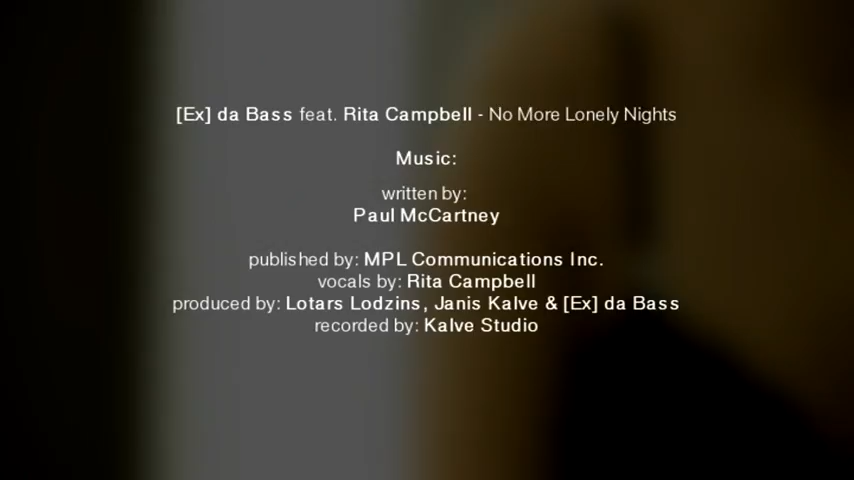 [Ex] da Bass feat. Rita Campbell - No More Lonely Nights
Music:
written by:
Paul McCartney
published by: MPL Communications Inc.
vocals by: Rita Campbell
produced by: Lotars Lodzins, Janis Kalve & [Ex] da Bass
recorded by: Kalve Studio